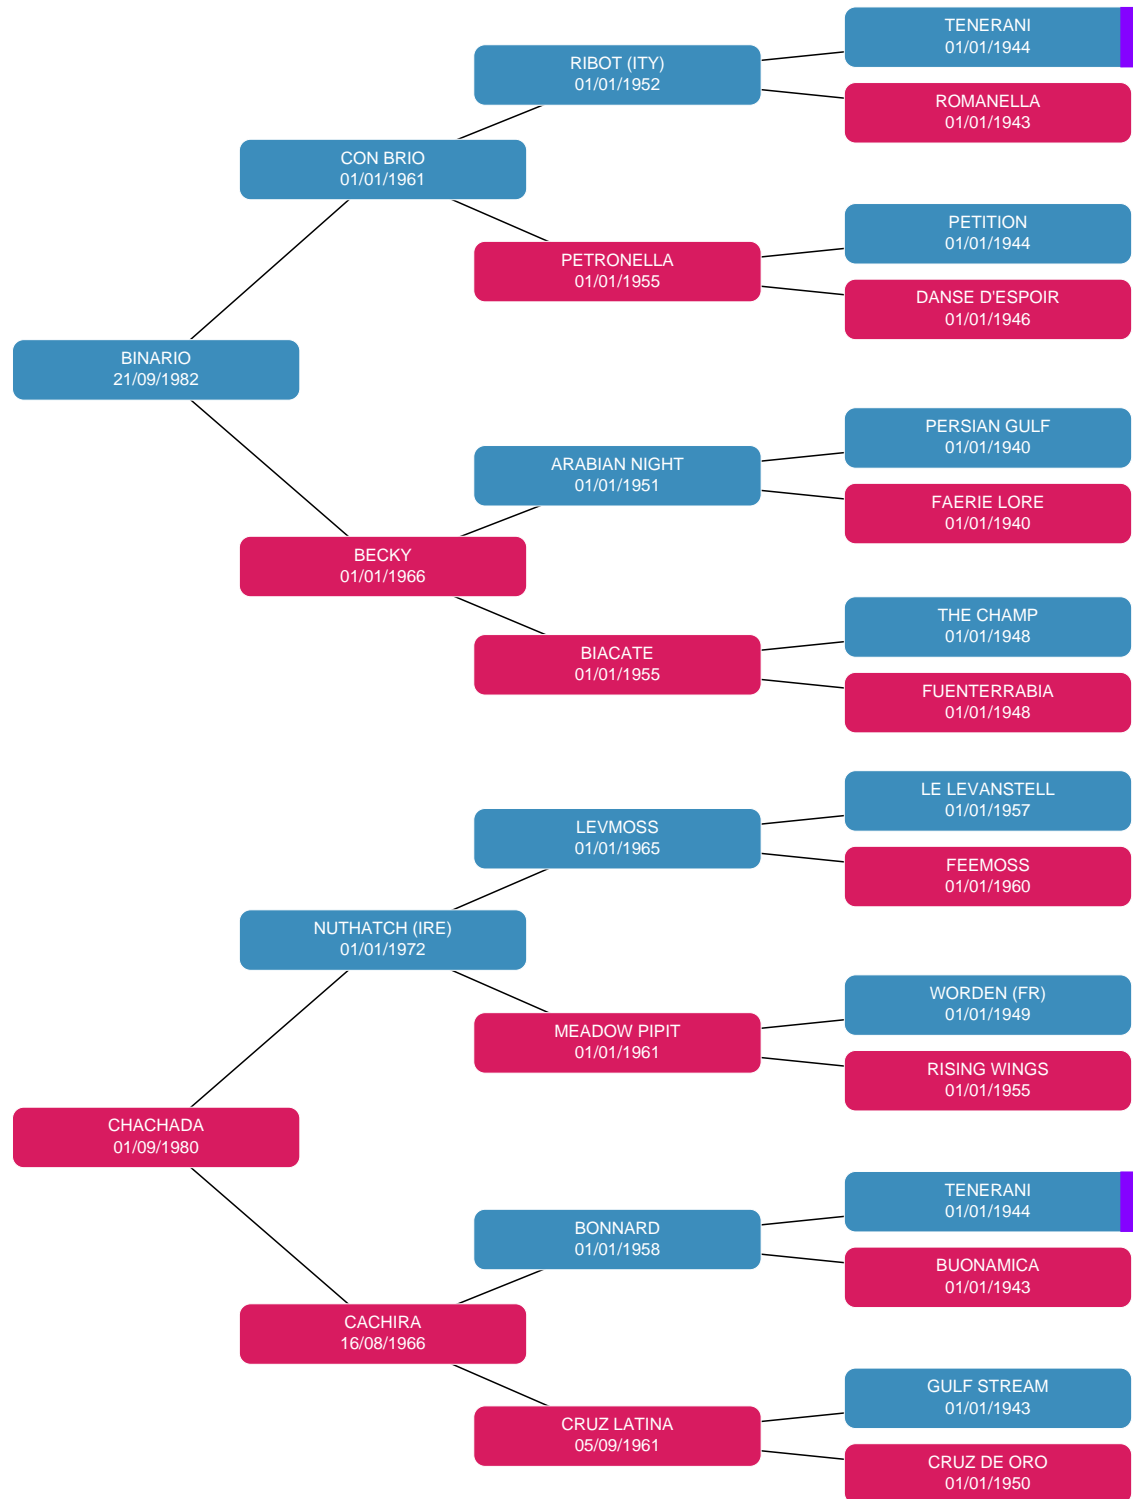 TENERANI
01/01/1944
RIBOT (ITY)
01/01/1952
ROMANELLA
01/01/1943
CON BRIO
01/01/1961
PETITION
01/01/1944
PETRONELLA
01/01/1955
DANSE D'ESPOIR
01/01/1946
BINARIO
21/09/1982
PERSIAN GULF
01/01/1940
ARABIAN NIGHT
01/01/1951
FAERIE LORE
01/01/1940
BECKY
01/01/1966
THE CHAMP
01/01/1948
BIACATE
01/01/1955
FUENTERRABIA
01/01/1948
LE LEVANSTELL
01/01/1957
LEVMOSS
01/01/1965
FEEMOSS
01/01/1960
NUTHATCH (IRE)
01/01/1972
WORDEN (FR)
01/01/1949
MEADOW PIPIT
01/01/1961
RISING WINGS
01/01/1955
CHACHADA
01/09/1980
TENERANI
01/01/1944
BONNARD
01/01/1958
BUONAMICA
01/01/1943
CACHIRA
16/08/1966
GULF STREAM
01/01/1943
CRUZ LATINA
05/09/1961
CRUZ DE ORO
01/01/1950